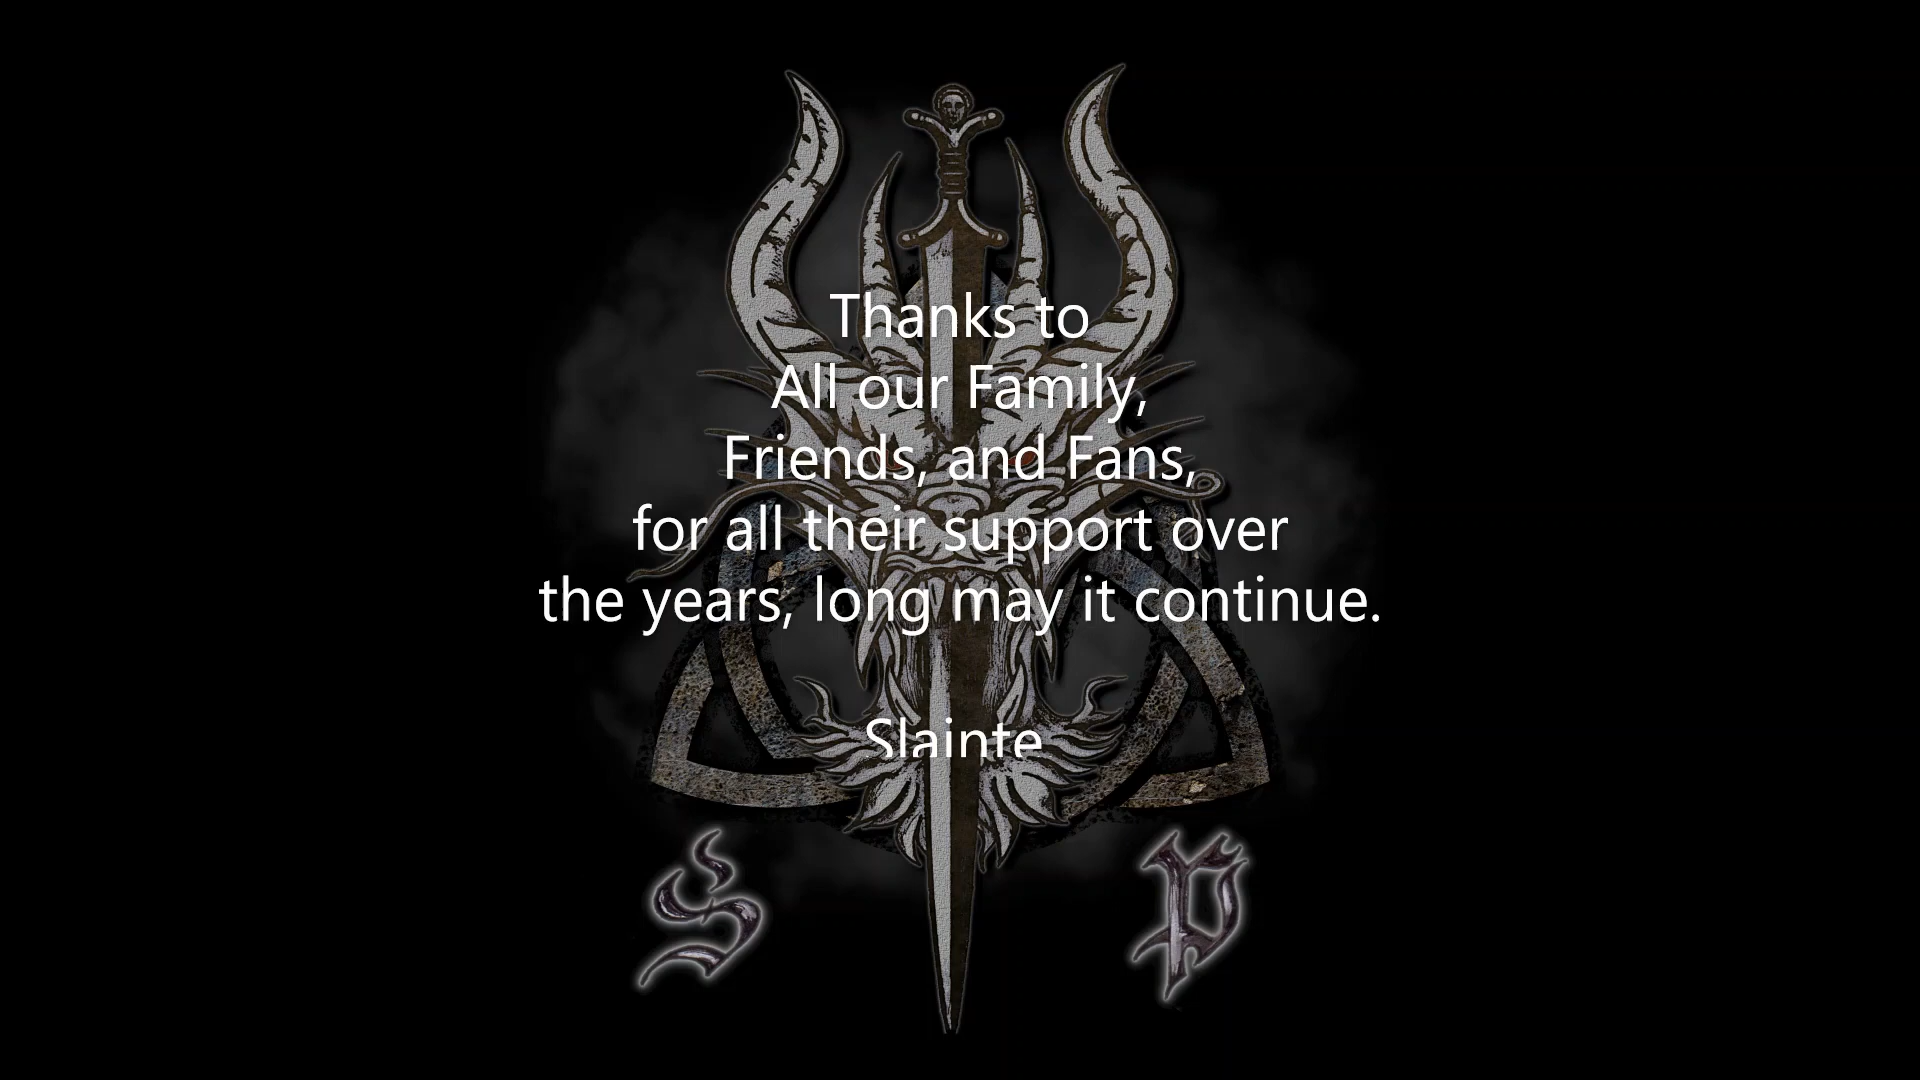 Thanks to
All our Family,
Friends, and Fans,
for all their support over
the years, long may it continue.
Slainte
S P